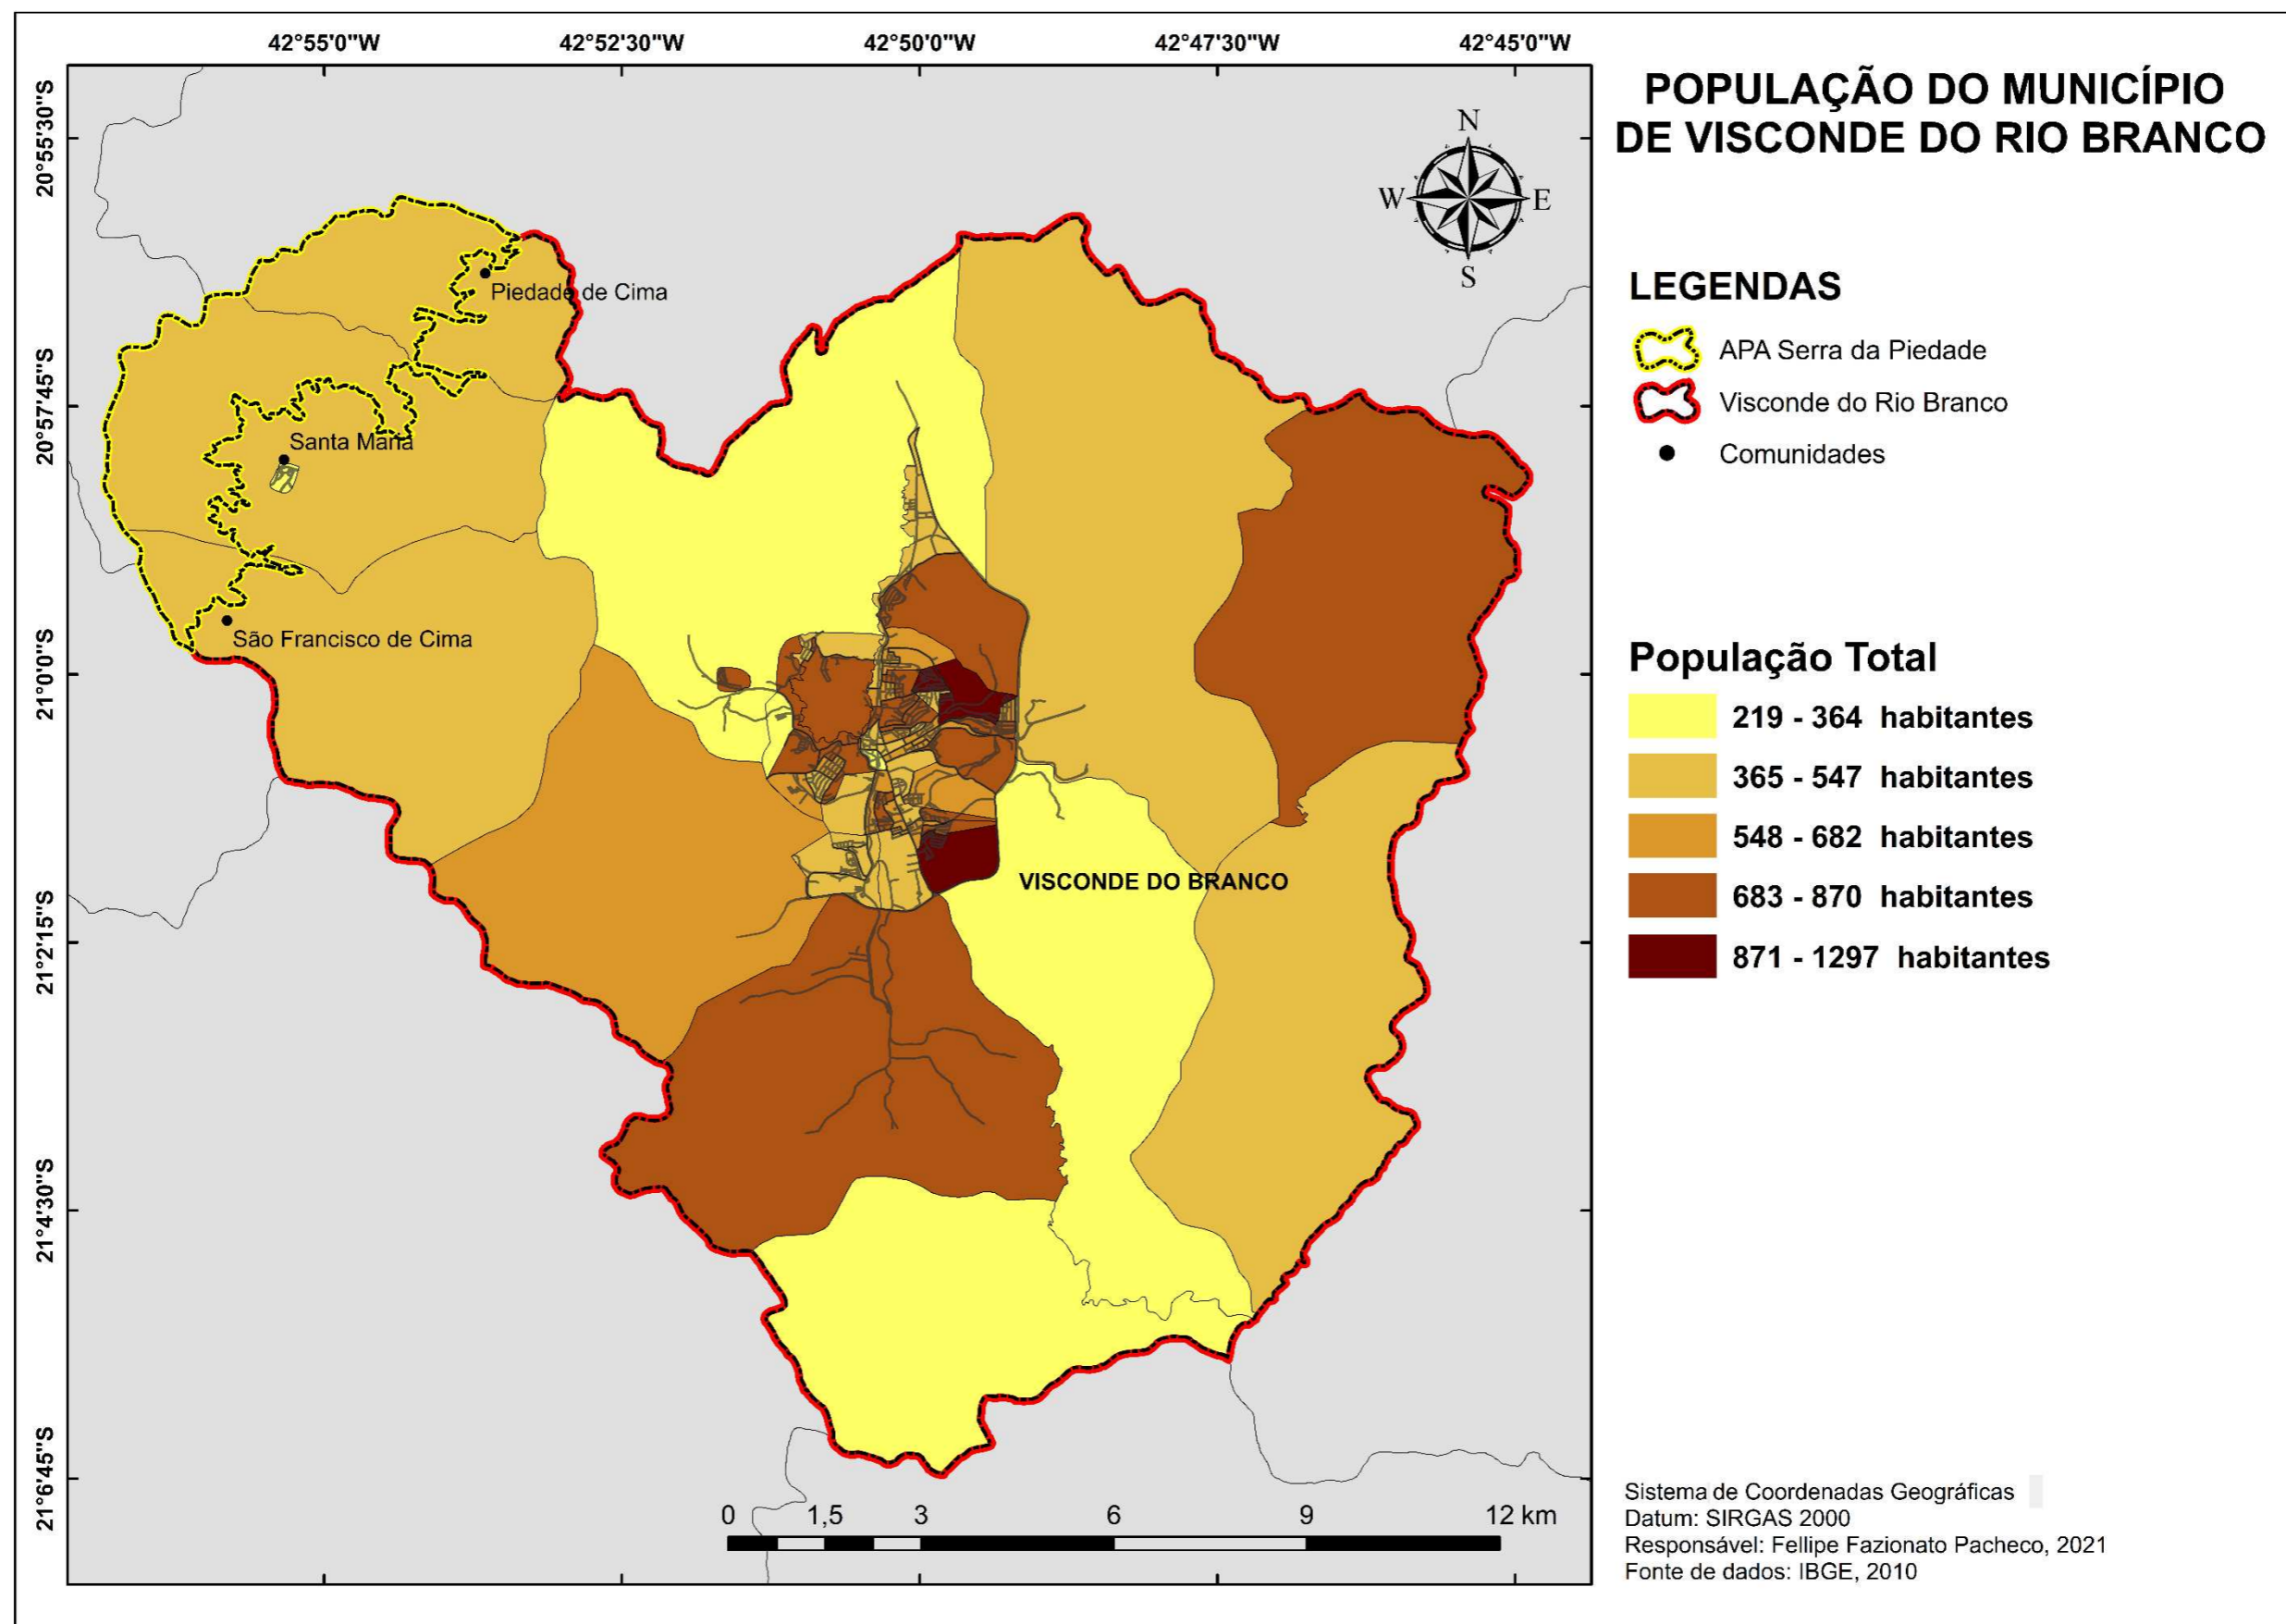 42°55'0"W
42°52'30"W
42°50'0"W
42°47'30"W
42°45'0"W
20°55'30"S
20°57'45"S
21°0'0"S
21°2'15"S
21°4'30"S
21°6'45"S
N
W
E
S
Piedade de Cima
Santa Maria
São Francisco de Cima
VISCONDE DO BRANCO
0
1,5
3
6
9
12 km
POPULAÇÃO DO MUNICÍPIO
DE VISCONDE DO RIO BRANCO
LEGENDAS
APA Serra da Piedade
Visconde do Rio Branco
Comunidades
População Total
219 - 364 habitantes
365 - 547 habitantes
548 - 682 habitantes
683 - 870 habitantes
871 - 1297 habitantes
Sistema de Coordenadas Geográficas
Datum: SIRGAS 2000
Responsável: Fellipe Fazionato Pacheco, 2021
Fonte de dados: IBGE, 2010